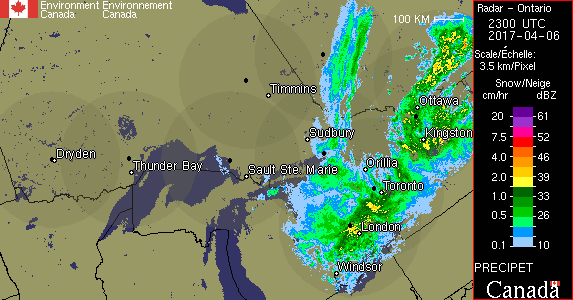 Environment Environnement
Canada Canada
100 KM
Timmins
Ottawa
Sudbury
Kingston
Dryden
Thunder Bay
Sault Ste. Marie
Orillia
Toronto
London
Windsor
Radar - Ontario
2300 UTC
2017-04-06
Scale/Échelle:
3.5 km/Pixel
Snow/Neige
cm/hr dBZ
20 61
7.5 57
5.0 52
4.0 46
2.0 39
1.0 33
0.5 26
0.1 10
PRECIPET
Canada